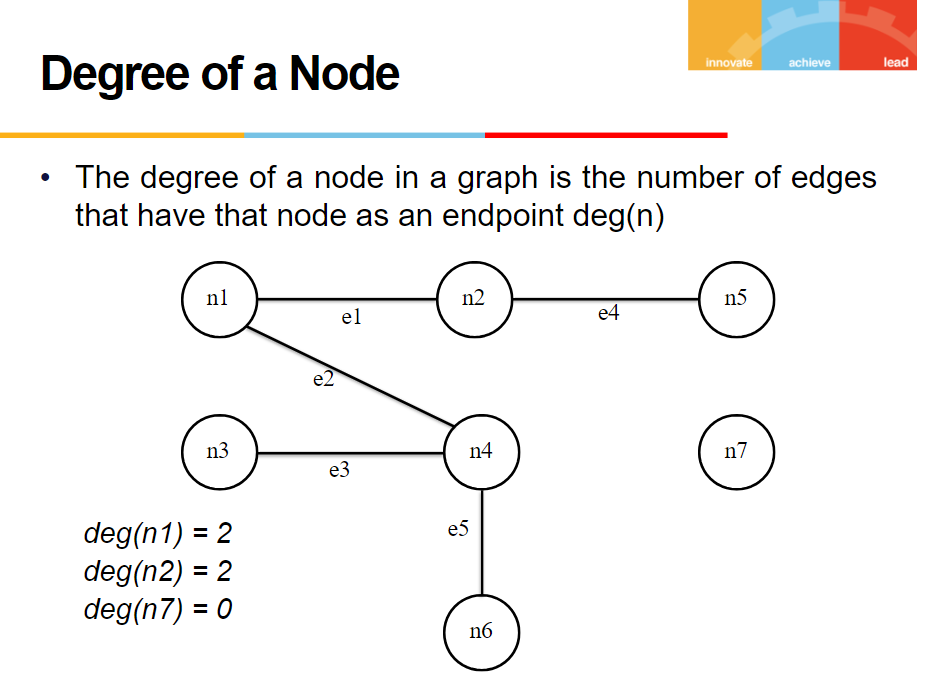 innovate achieve lead
Degree of a Node
• The degree of a node in a graph is the number of edges
that have that node as an endpoint deg(n)
n1 n2 n5
e1 e4
e2
n3 n4 n7
e3
deg(n1) = 2
e5
deg(n2) = 2
deg(n7) = 0
n6